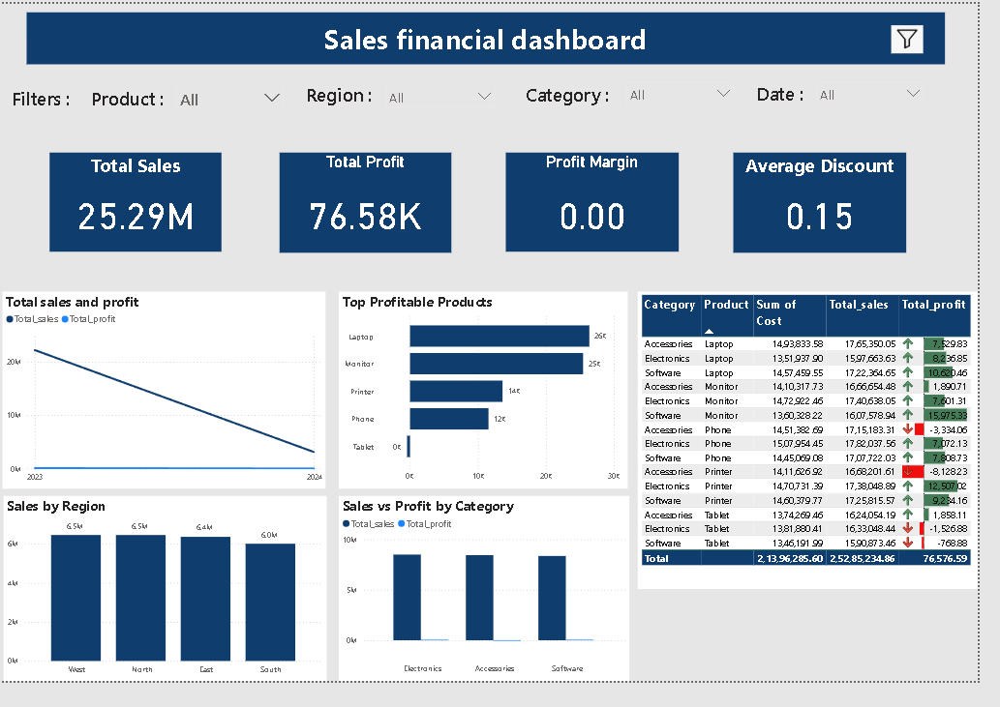 Sales financial dashboard
Filters : Product : All Region : All Category : All Date : All
Total Sales
25.29M
Total Profit
76.58K
Profit Margin
0.00
Average Discount
0.15
Total sales and profit
Total_sales Total_profit
20M
10M
0M
2023 2024
Top Profitable Products
Laptop 26K
Monitor 25K
Printer 14K
Phone 12K
Tablet 0K
0K 10K 20K 30K
Sales by Region
6.5M 6.5M 6.4M 6.0M
6M
4M
2M
0M
West North East South
Sales vs Profit by Category
Total_sales Total_profit
10M
5M
0M
Electronics Accessories Software
Category Product Sum of Cost Total_sales Total_profit
Accessories Laptop 14,93,833.58 17,65,350.05 7,529.83
Electronics Laptop 13,51,937.90 15,97,663.63 8,236.85
Software Laptop 14,57,459.55 17,22,364.65 10,620.46
Accessories Monitor 14,10,317.73 16,66,654.48 1,890.71
Electronics Monitor 14,72,922.46 17,40,638.05 7,601.31
Software Monitor 13,60,328.22 16,07,578.94 15,975.33
Accessories Phone 14,51,382.69 17,15,183.31 -3,334.06
Electronics Phone 15,07,954.45 17,82,037.56 7,072.13
Software Phone 14,45,069.08 17,07,722.03 7,808.73
Accessories Printer 14,11,626.92 16,68,201.61 -8,128.23
Electronics Printer 14,70,731.39 17,38,048.89 12,507.02
Software Printer 14,60,379.77 17,25,815.57 9,234.16
Accessories Tablet 13,74,269.46 16,24,054.19 1,858.11
Electronics Tablet 13,81,880.41 16,33,048.44 -1,526.88
Software Tablet 13,46,191.99 15,90,873.46 -768.88
Total 2,13,96,285.60 2,52,85,234.86 76,576.59